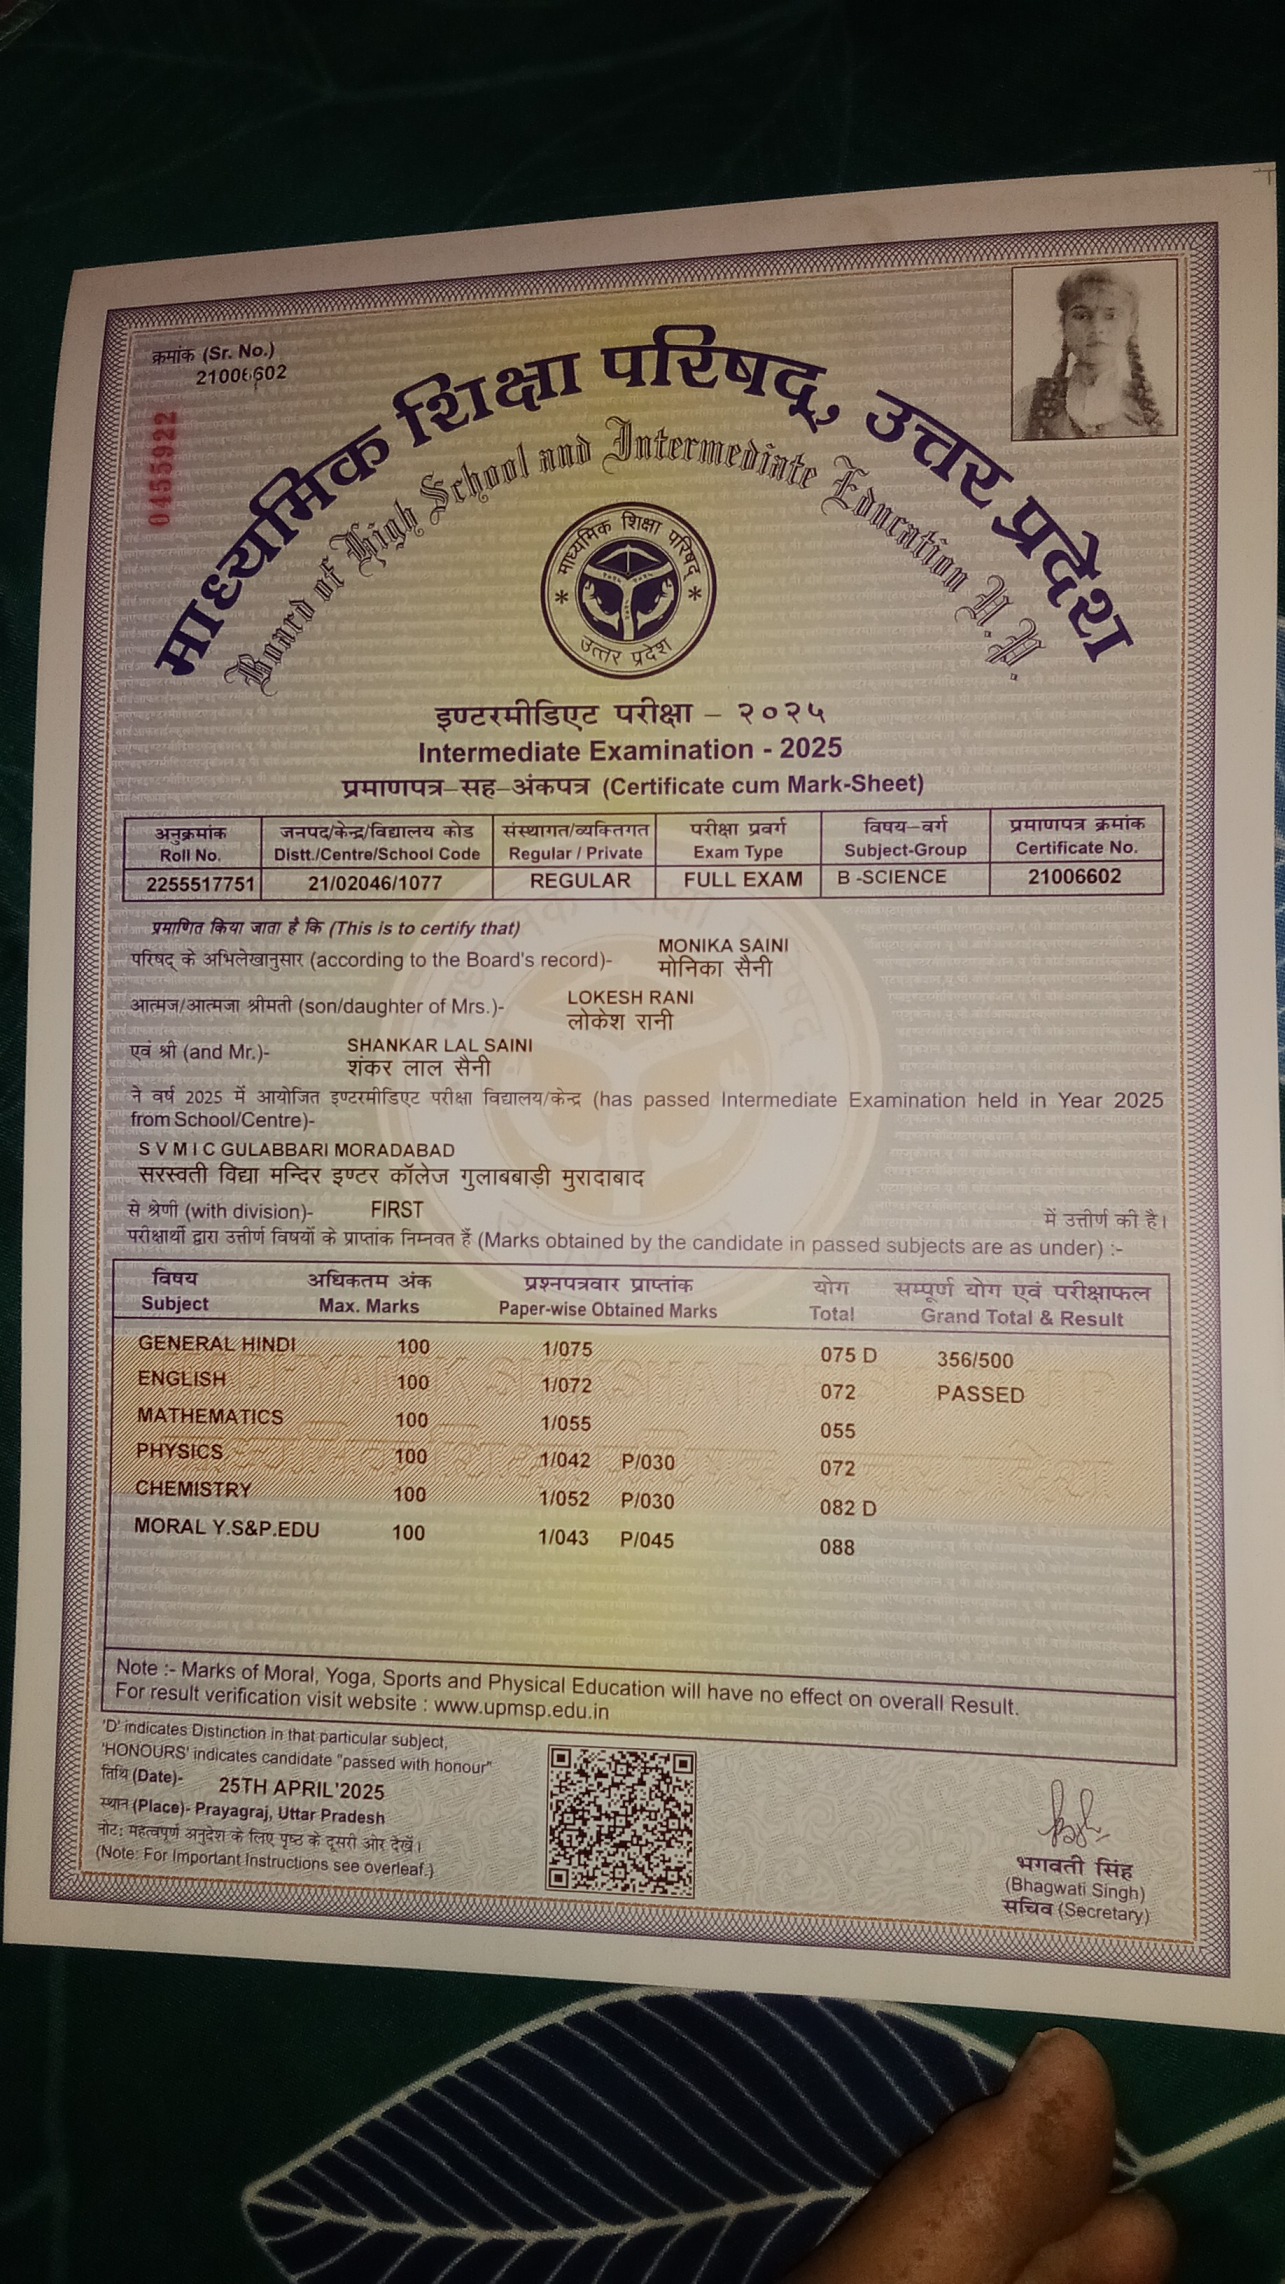 क्रमांक (Sr. No.)
21006602
0455922
माध्यमिक शिक्षा परिषद्, उत्तर प्रदेश
Board of High School and Intermediate Education U.P.
माध्यमिक शिक्षा परिषद्
उत्तर प्रदेश
इण्टरमीडिएट परीक्षा – २०२५
Intermediate Examination - 2025
प्रमाणपत्र–सह–अंकपत्र (Certificate cum Mark-Sheet)
अनुक्रमांक जनपद/केन्द्र/विद्यालय कोड संस्थागत/व्यक्तिगत परीक्षा प्रवर्ग विषय–वर्ग प्रमाणपत्र क्रमांक
Roll No. Distt./Centre/School Code Regular / Private Exam Type Subject-Group Certificate No.
2255517751 21/02046/1077 REGULAR FULL EXAM B -SCIENCE 21006602
प्रमाणित किया जाता है कि (This is to certify that)
परिषद् के अभिलेखानुसार (according to the Board's record)- MONIKA SAINI
मोनिका सैनी
आत्मज/आत्मजा श्रीमती (son/daughter of Mrs.)- LOKESH RANI
लोकेश रानी
एवं श्री (and Mr.)- SHANKAR LAL SAINI
शंकर लाल सैनी
ने वर्ष 2025 में आयोजित इण्टरमीडिएट परीक्षा विद्यालय/केन्द्र (has passed Intermediate Examination held in Year 2025
from School/Centre)-
S V M I C GULABBARI MORADABAD
सरस्वती विद्या मन्दिर इण्टर कॉलेज गुलाबबाड़ी मुरादाबाद
से श्रेणी (with division)- FIRST में उत्तीर्ण की है।
परीक्षार्थी द्वारा उत्तीर्ण विषयों के प्राप्तांक निम्नवत हैं (Marks obtained by the candidate in passed subjects are as under) :-
विषय अधिकतम अंक प्रश्नपत्रवार प्राप्तांक योग सम्पूर्ण योग एवं परीक्षाफल
Subject Max. Marks Paper-wise Obtained Marks Total Grand Total & Result
GENERAL HINDI 100 1/075 075 D 356/500
ENGLISH 100 1/072 072 PASSED
MATHEMATICS 100 1/055 055
PHYSICS 100 1/042 P/030 072
CHEMISTRY 100 1/052 P/030 082 D
MORAL Y.S&P.EDU 100 1/043 P/045 088
Note :- Marks of Moral, Yoga, Sports and Physical Education will have no effect on overall Result.
For result verification visit website : www.upmsp.edu.in
'D' indicates Distinction in that particular subject,
'HONOURS' indicates candidate "passed with honour"
तिथि (Date)- 25TH APRIL'2025
स्थान (Place)- Prayagraj, Uttar Pradesh
नोट: महत्वपूर्ण अनुदेश के लिए पृष्ठ के दूसरी ओर देखें।
(Note: For Important Instructions see overleaf.)
भगवती सिंह
(Bhagwati Singh)
सचिव (Secretary)